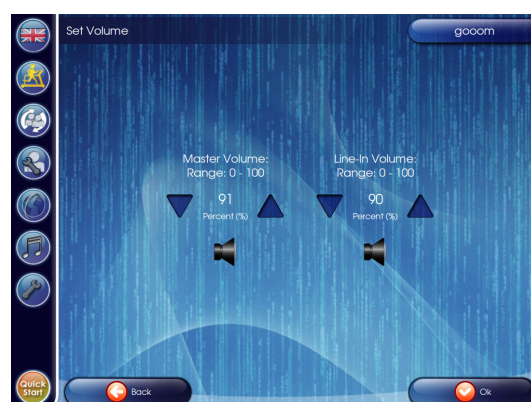 Set Volume
gooom
Master Volume:
Range: 0 - 100
91
Percent (%)
Line-In Volume:
Range: 0 - 100
90
Percent (%)
Quick
Start
Back
Ok